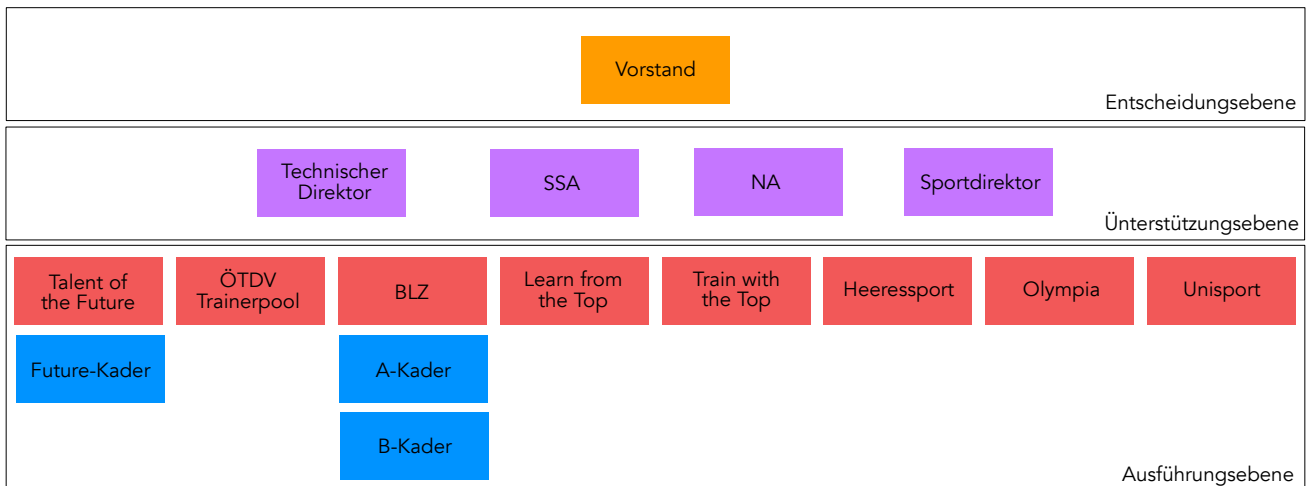 Vorstand
Entscheidungsebene
Technischer
Direktor
SSA
NA
Sportdirektor
Ünterstützungsebene
Talent of
the Future
ÖTDV
Trainerpool
BLZ
Learn from
the Top
Train with
the Top
Heeressport
Olympia
Unisport
Future-Kader
A-Kader
B-Kader
Ausführungsebene